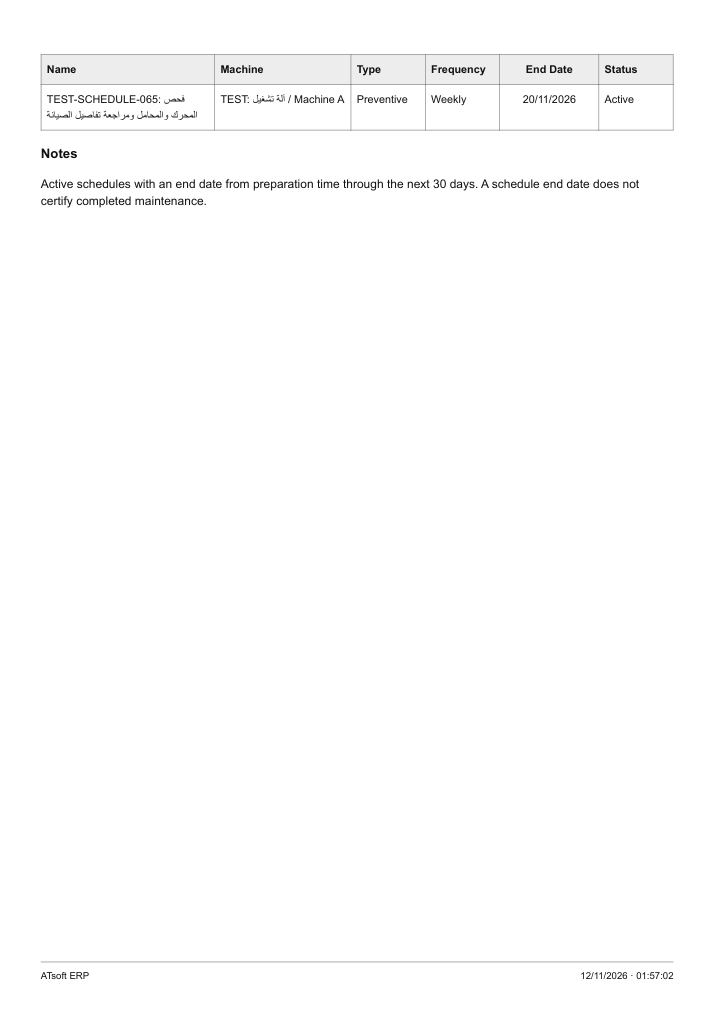 Name Machine Type Frequency End Date Status
TEST-SCHEDULE-065: فحص TEST: آلة تشغيل / Machine A Preventive Weekly 20/11/2026 Active
المحرك والمحامل ومراجعة تفاصيل الصيانة
Notes
Active schedules with an end date from preparation time through the next 30 days. A schedule end date does not
certify completed maintenance.
ATsoft ERP 12/11/2026 · 01:57:02